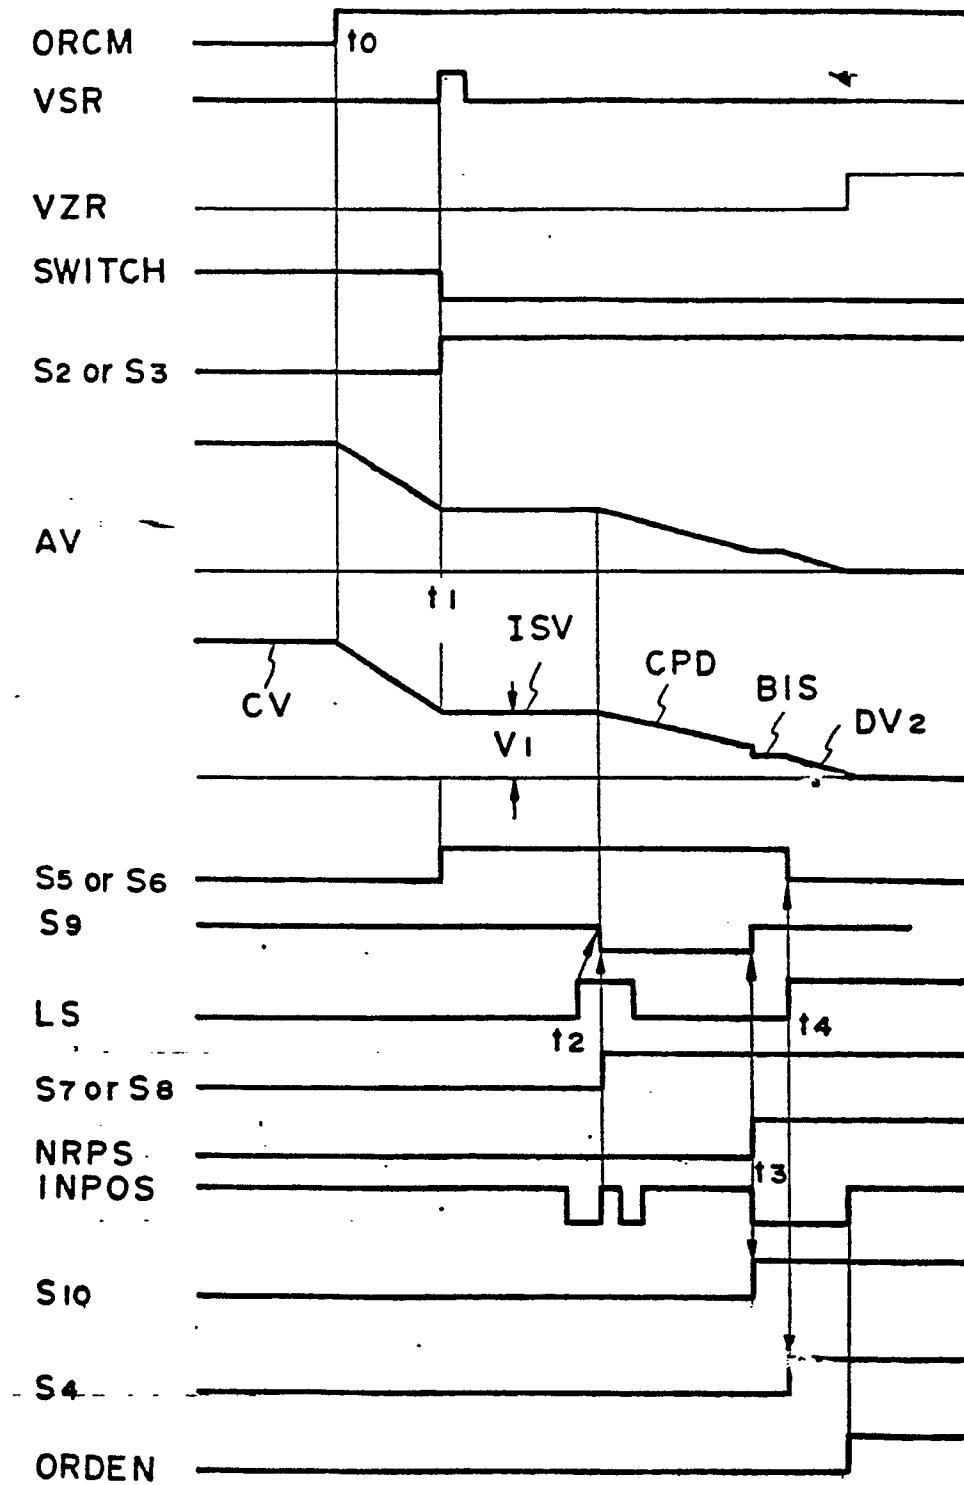 ORCM
t0
VSR
VZR
SWITCH
S2 or S3
AV
t1
ISV
CV
CPD
BIS
V1
DV2
S5 or S6
S9
LS
t2
t4
S7 or S8
NRPS
t3
INPOS
S10
S4
ORDEN